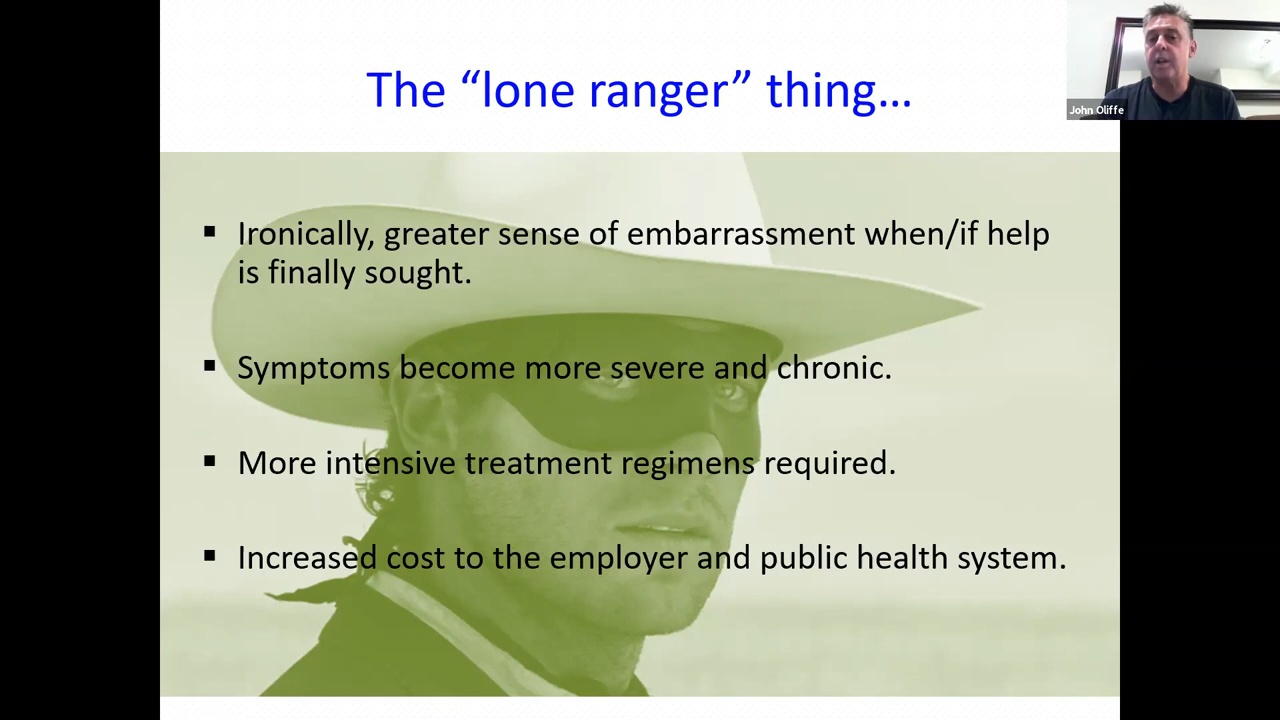 The “lone ranger” thing...
John Oliffe
▪ Ironically, greater sense of embarrassment when/if help
is finally sought.
▪ Symptoms become more severe and chronic.
▪ More intensive treatment regimens required.
▪ Increased cost to the employer and public health system.